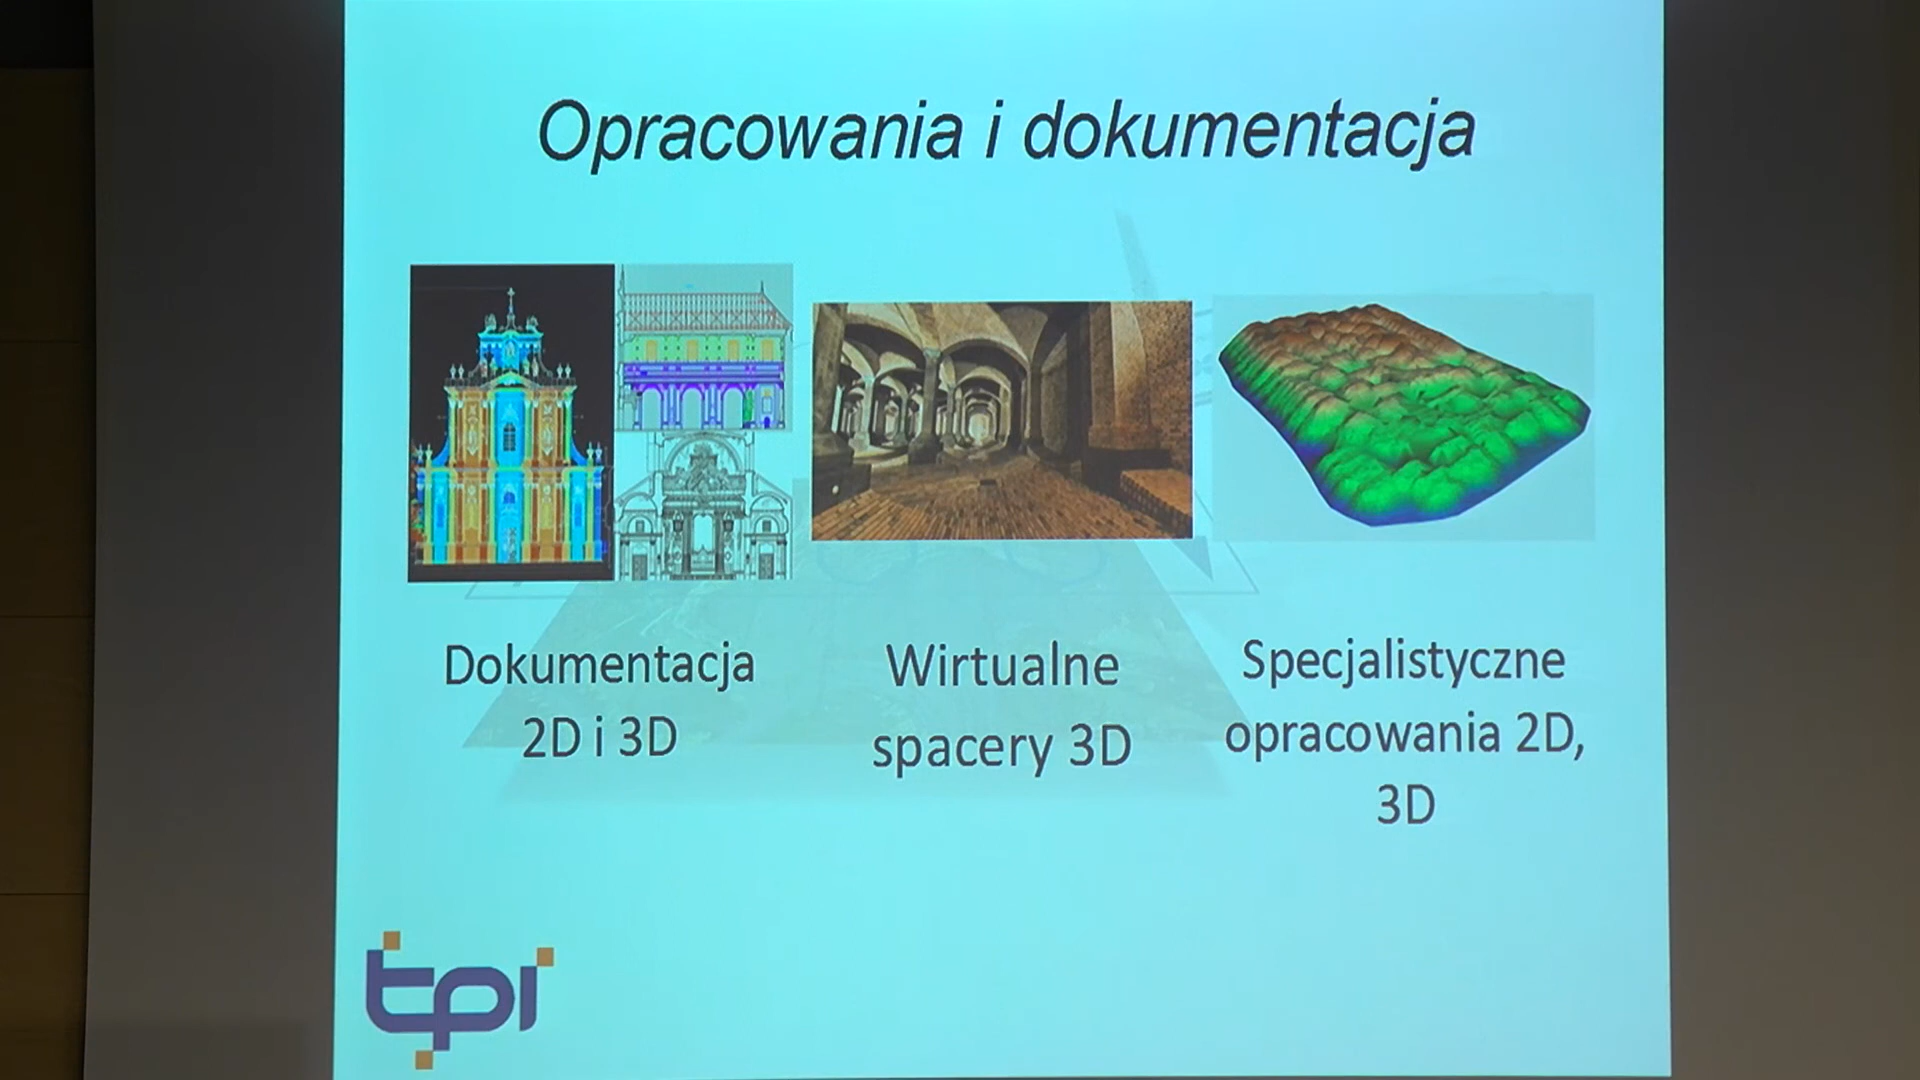 Opracowania i dokumentacja
Dokumentacja
2D i 3D
Wirtualne
spacery 3D
Specjalistyczne
opracowania 2D,
3D
tpi